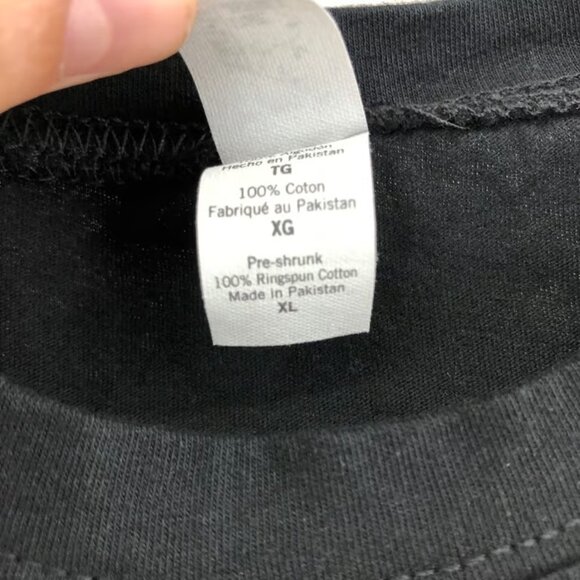 Hecho en Pakistan
TG
100% Coton
Fabriqué au Pakistan
XG
Pre-shrunk
100% Ringspun Cotton
Made in Pakistan
XL